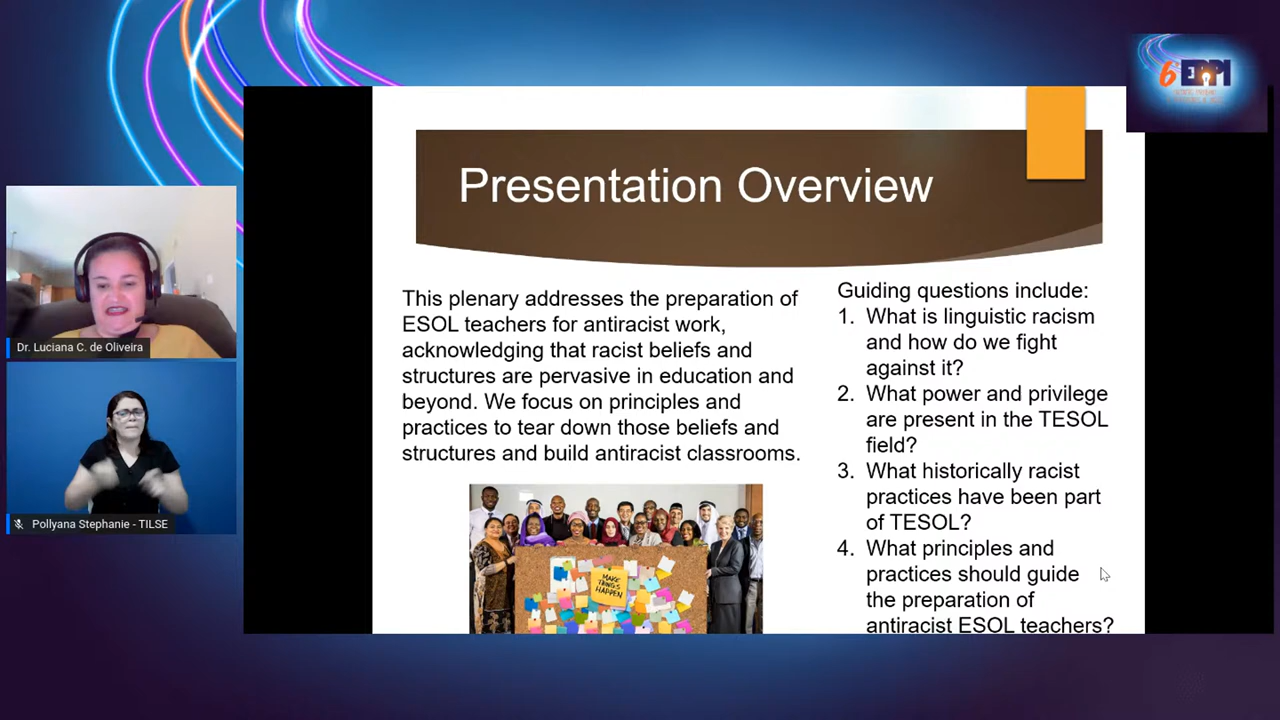 6 EPPI
Presentation Overview
This plenary addresses the preparation of
ESOL teachers for antiracist work,
acknowledging that racist beliefs and
structures are pervasive in education and
beyond. We focus on principles and
practices to tear down those beliefs and
structures and build antiracist classrooms.
MAKE
THINGS
HAPPEN
Guiding questions include:
1. What is linguistic racism
and how do we fight
against it?
2. What power and privilege
are present in the TESOL
field?
3. What historically racist
practices have been part
of TESOL?
4. What principles and
practices should guide
the preparation of
antiracist ESOL teachers?
Dr. Luciana C. de Oliveira
Pollyana Stephanie - TILSE